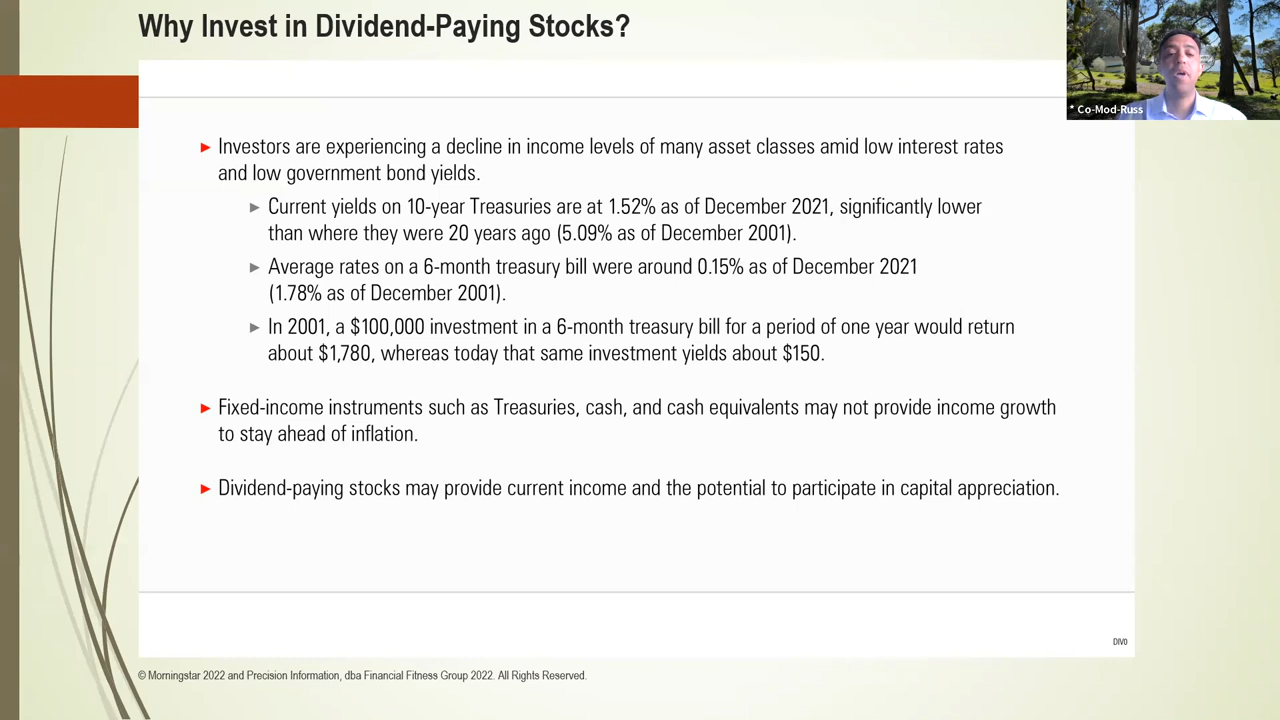 Why Invest in Dividend-Paying Stocks?
* Co-Mod-Russ
Investors are experiencing a decline in income levels of many asset classes amid low interest rates
and low government bond yields.
Current yields on 10-year Treasuries are at 1.52% as of December 2021, significantly lower
than where they were 20 years ago (5.09% as of December 2001).
Average rates on a 6-month treasury bill were around 0.15% as of December 2021
(1.78% as of December 2001).
In 2001, a $100,000 investment in a 6-month treasury bill for a period of one year would return
about $1,780, whereas today that same investment yields about $150.
Fixed-income instruments such as Treasuries, cash, and cash equivalents may not provide income growth
to stay ahead of inflation.
Dividend-paying stocks may provide current income and the potential to participate in capital appreciation.
DIV0
© Morningstar 2022 and Precision Information, dba Financial Fitness Group 2022. All Rights Reserved.